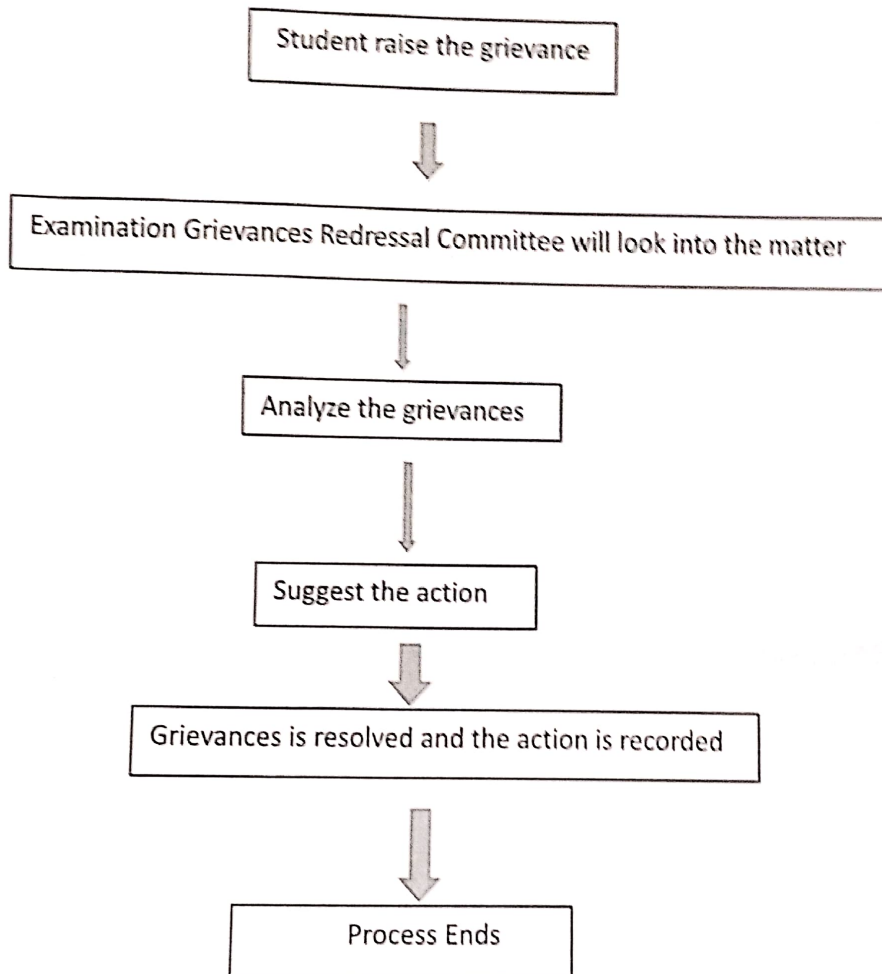 Student raise the grievance
Examination Grievances Redressal Committee will look into the matter
Analyze the grievances
Suggest the action
Grievances is resolved and the action is recorded
Process Ends